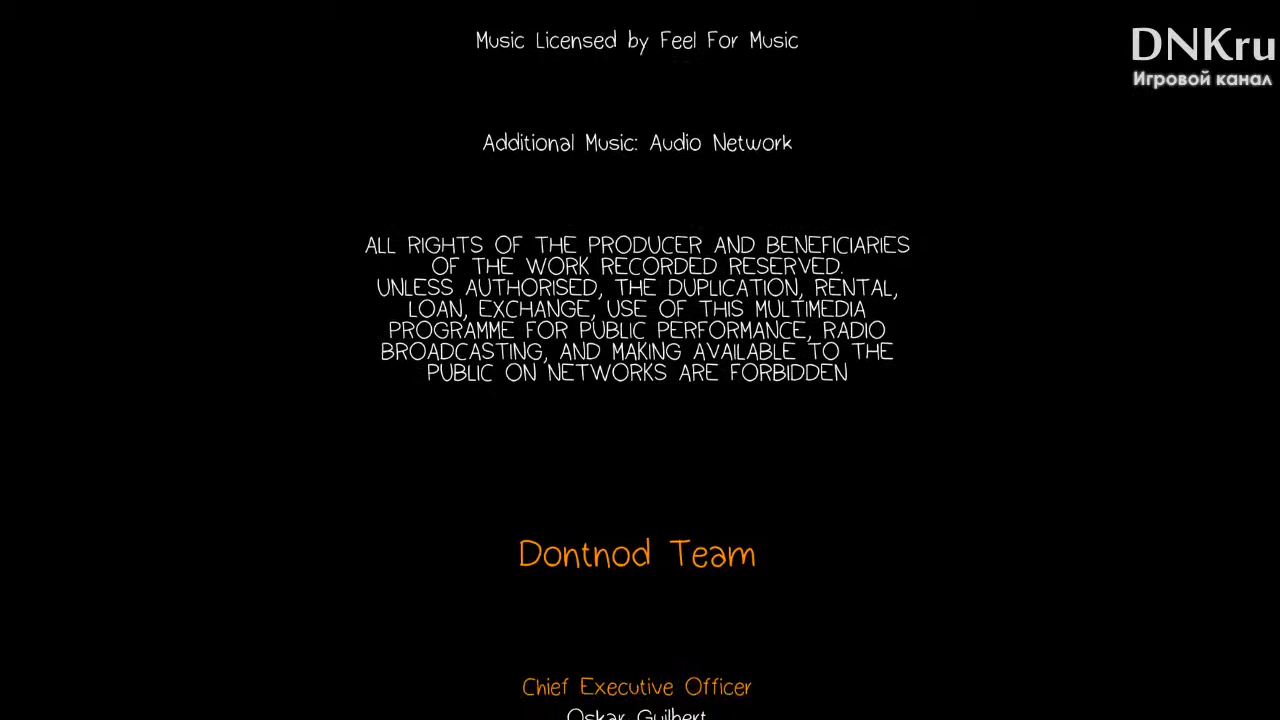 Music Licensed by Feel For Music
DNKru
Игровой канал
Additional Music: Audio Network
ALL RIGHTS OF THE PRODUCER AND BENEFICIARIES
OF THE WORK RECORDED RESERVED.
UNLESS AUTHORISED, THE DUPLICATION, RENTAL,
LOAN, EXCHANGE, USE OF THIS MULTIMEDIA
PROGRAMME FOR PUBLIC PERFORMANCE, RADIO
BROADCASTING, AND MAKING AVAILABLE TO THE
PUBLIC ON NETWORKS ARE FORBIDDEN
Dontnod Team
Chief Executive Officer
Oskar Guilbert